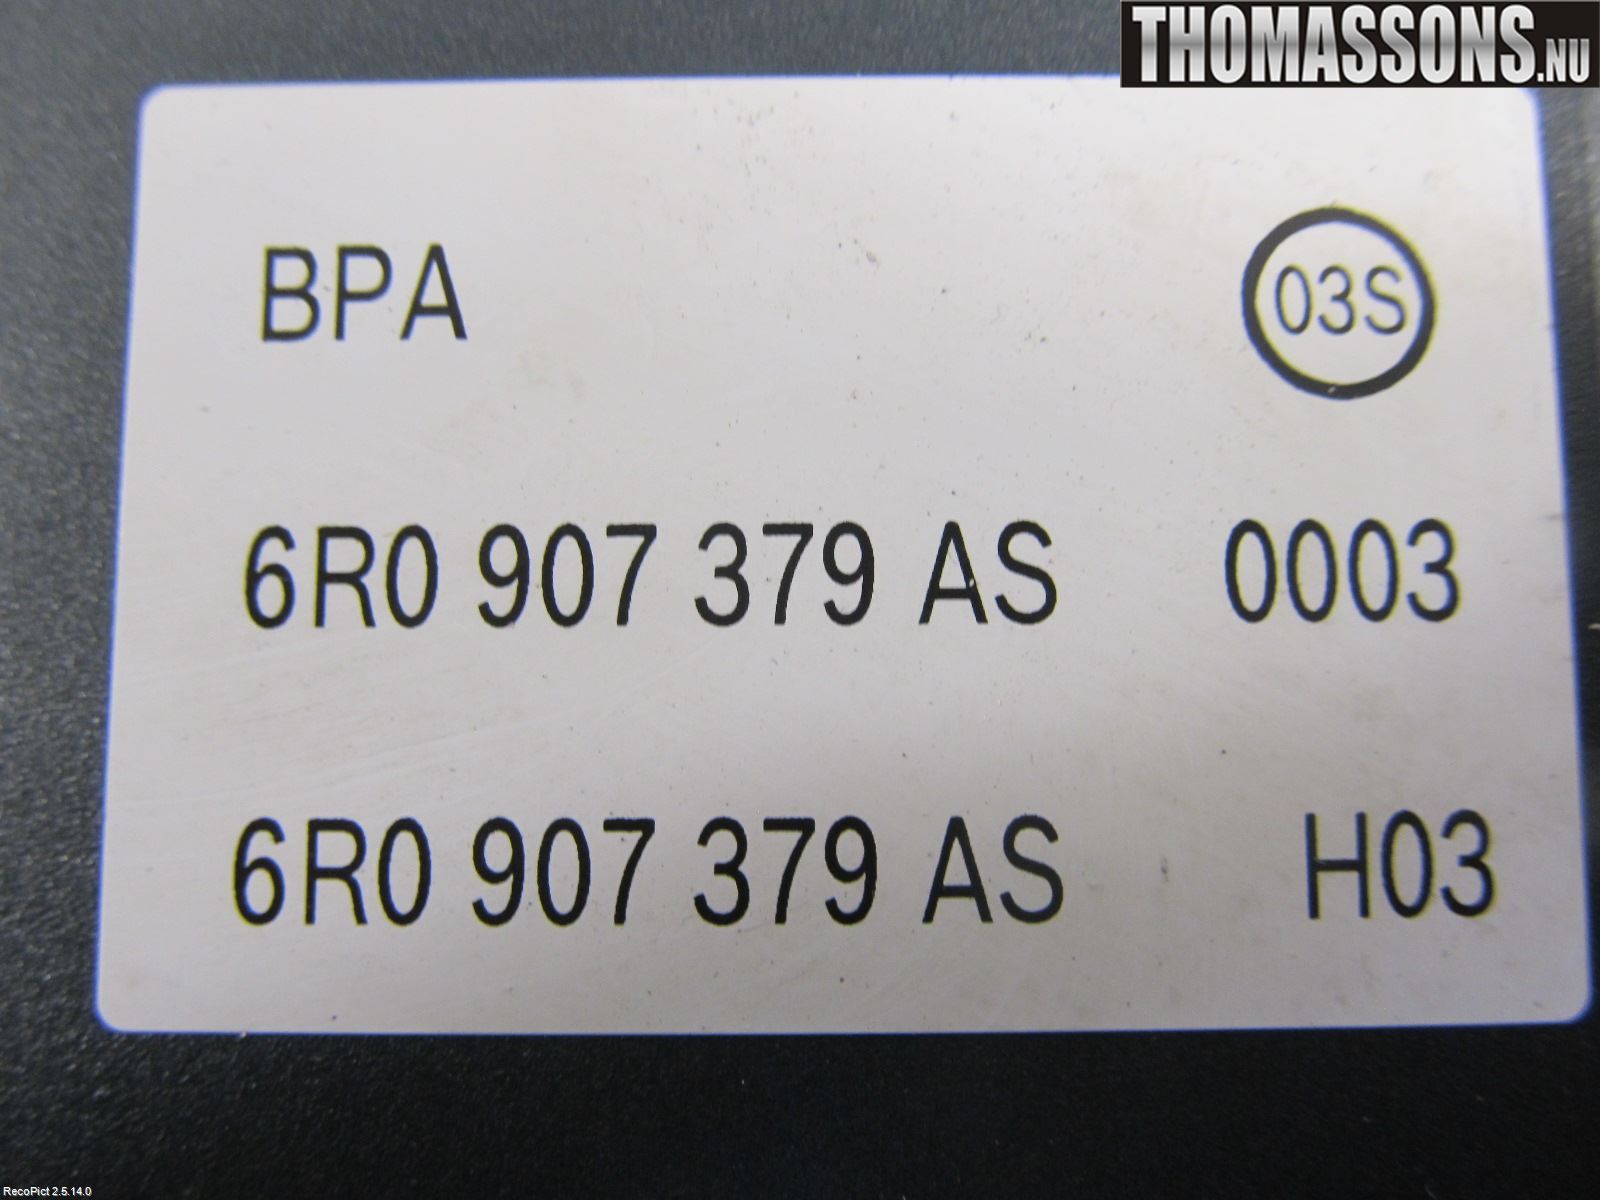 THOMASSONS.NU
BPA
03S
6R0 907 379 AS 0003
6R0 907 379 AS H03
RecoPict 2.5.14.0